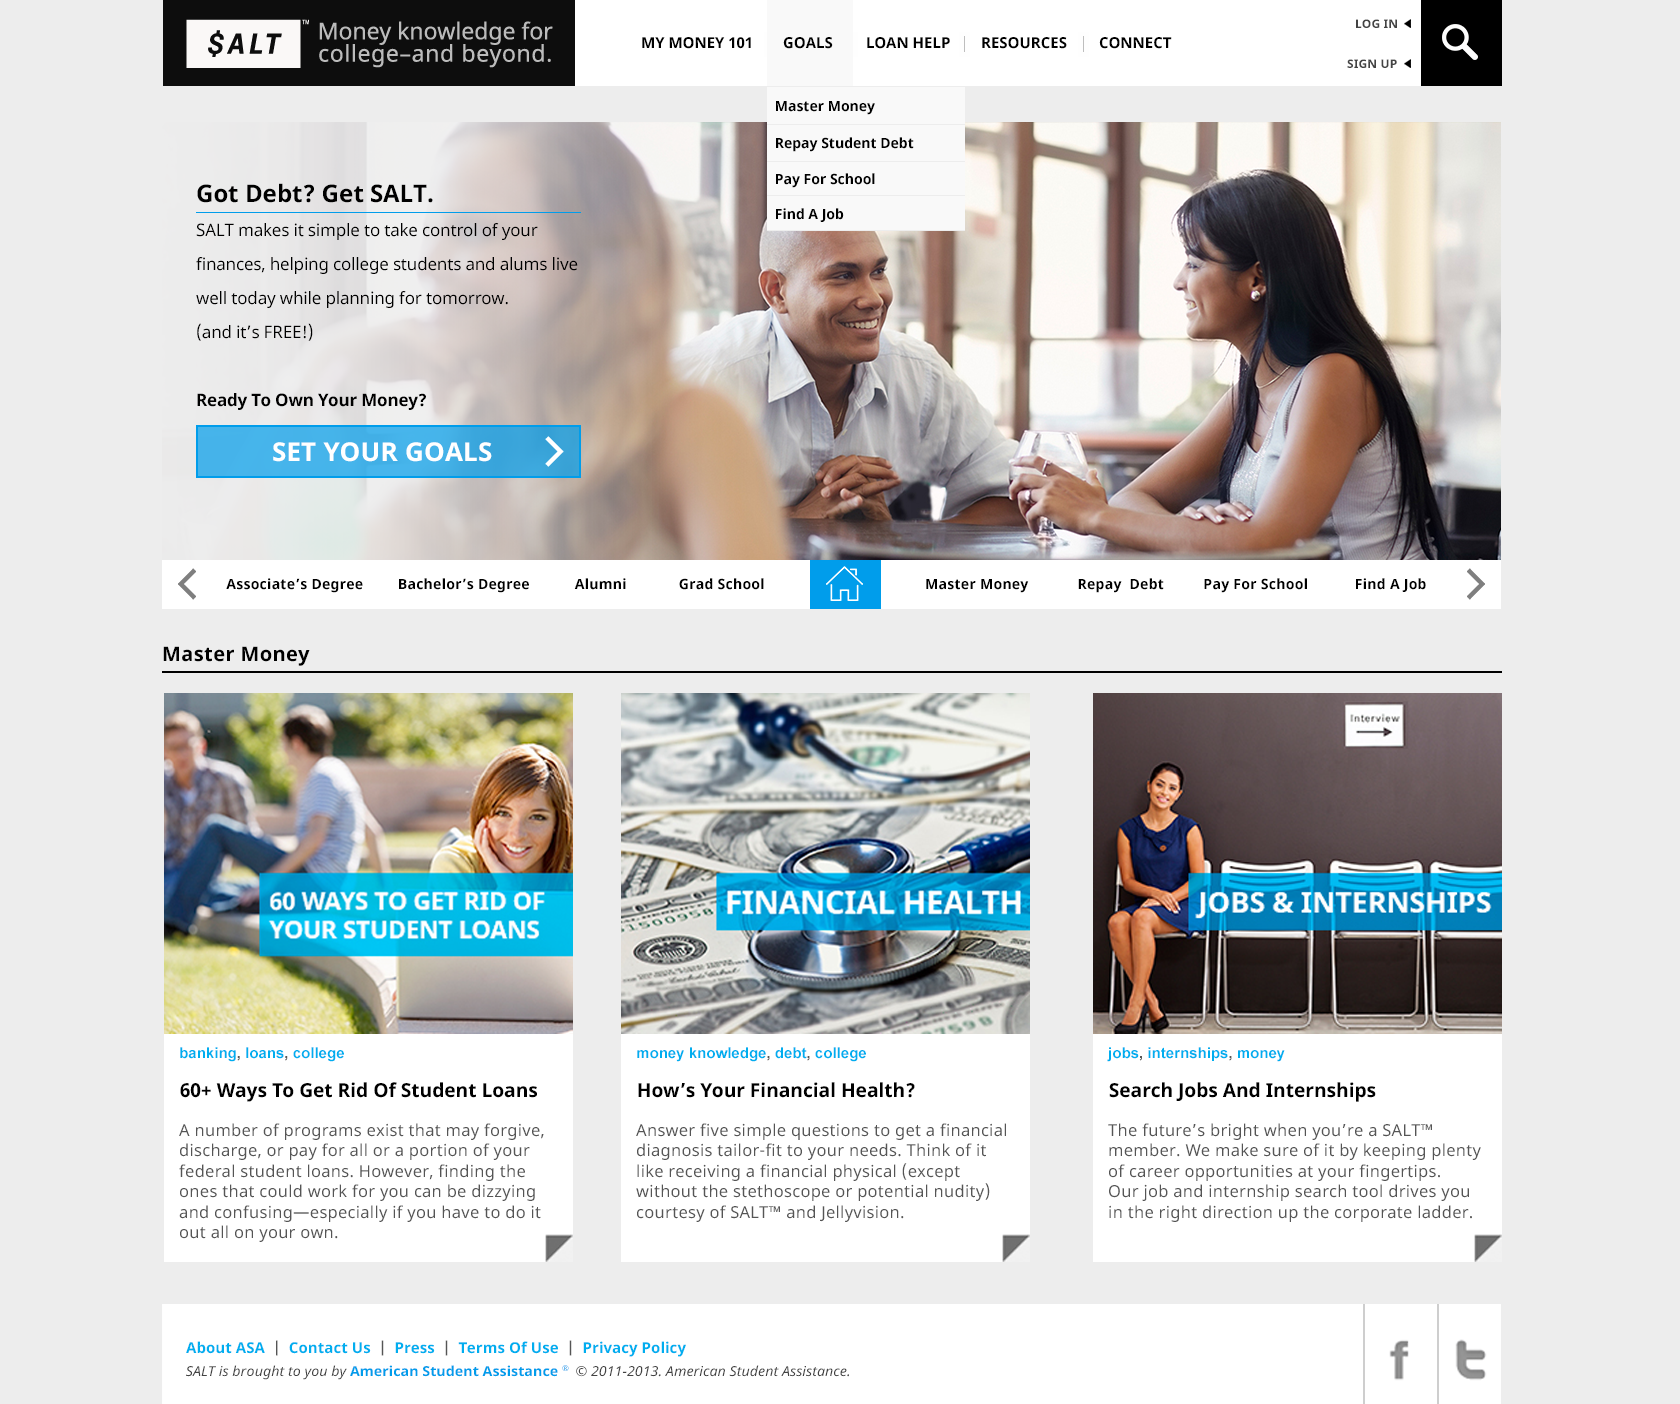 $ALT™
Money knowledge for
college–and beyond.
MY MONEY 101
GOALS
LOAN HELP
RESOURCES
CONNECT
LOG IN
SIGN UP
Master Money
Repay Student Debt
Pay For School
Find A Job
Got Debt? Get SALT.
SALT makes it simple to take control of your
finances, helping college students and alums live
well today while planning for tomorrow.
(and it’s FREE!)
Ready To Own Your Money?
SET YOUR GOALS
Associate’s Degree
Bachelor’s Degree
Alumni
Grad School
Master Money
Repay Debt
Pay For School
Find A Job
Master Money
60 WAYS TO GET RID OF
YOUR STUDENT LOANS
banking, loans, college
60+ Ways To Get Rid Of Student Loans
A number of programs exist that may forgive,
discharge, or pay for all or a portion of your
federal student loans. However, finding the
ones that could work for you can be dizzying
and confusing—especially if you have to do it
out all on your own.
FINANCIAL HEALTH
money knowledge, debt, college
How’s Your Financial Health?
Answer five simple questions to get a financial
diagnosis tailor-fit to your needs. Think of it
like receiving a financial physical (except
without the stethoscope or potential nudity)
courtesy of SALT™ and Jellyvision.
Interview
JOBS & INTERNSHIPS
jobs, internships, money
Search Jobs And Internships
The future’s bright when you’re a SALT™
member. We make sure of it by keeping plenty
of career opportunities at your fingertips.
Our job and internship search tool drives you
in the right direction up the corporate ladder.
About ASA | Contact Us | Press | Terms Of Use | Privacy Policy
SALT is brought to you by American Student Assistance ® © 2011-2013. American Student Assistance.